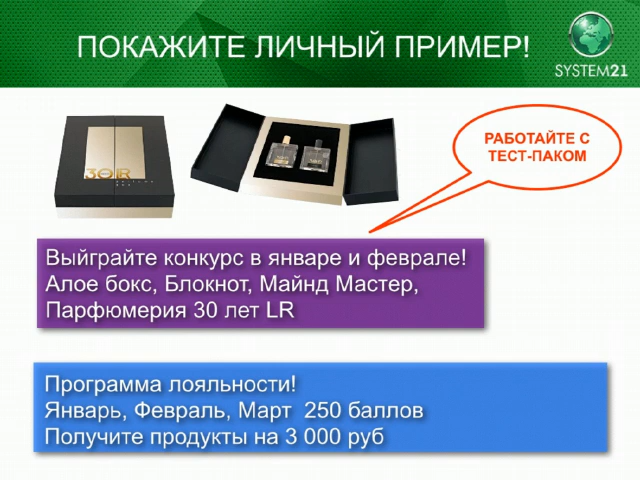 ПОКАЖИТЕ ЛИЧНЫЙ ПРИМЕР!
SYSTEM21
РАБОТАЙТЕ С
ТЕСТ-ПАКОМ
Выйграйте конкурс в январе и феврале!
Алое бокс, Блокнот, Майнд Мастер,
Парфюмерия 30 лет LR
Программа лояльности!
Январь, Февраль, Март 250 баллов
Получите продукты на 3 000 руб